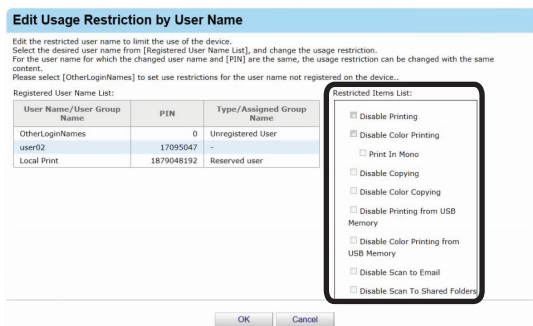 Edit Usage Restriction by User Name
Edit the restricted user name to limit the use of the device.
Select the desired user name from [Registered User Name List], and change the usage restriction.
For the user name for which the changed user name and [PIN] are the same, the usage restriction can be changed with the same
content.
Please select [OtherLoginNames] to set use restrictions for the user name not registered on the device..
Registered User Name List:
User Name/User Group Name PIN Type/Assigned Group Name
OtherLoginNames 0 Unregistered User
user02 17095047 -
Local Print 1879048192 Reserved user
Restricted Items List:
Disable Printing
Disable Color Printing
Print In Mono
Disable Copying
Disable Color Copying
Disable Printing from USB
Memory
Disable Color Printing from
USB Memory
Disable Scan to Email
Disable Scan To Shared Folders
OK Cancel